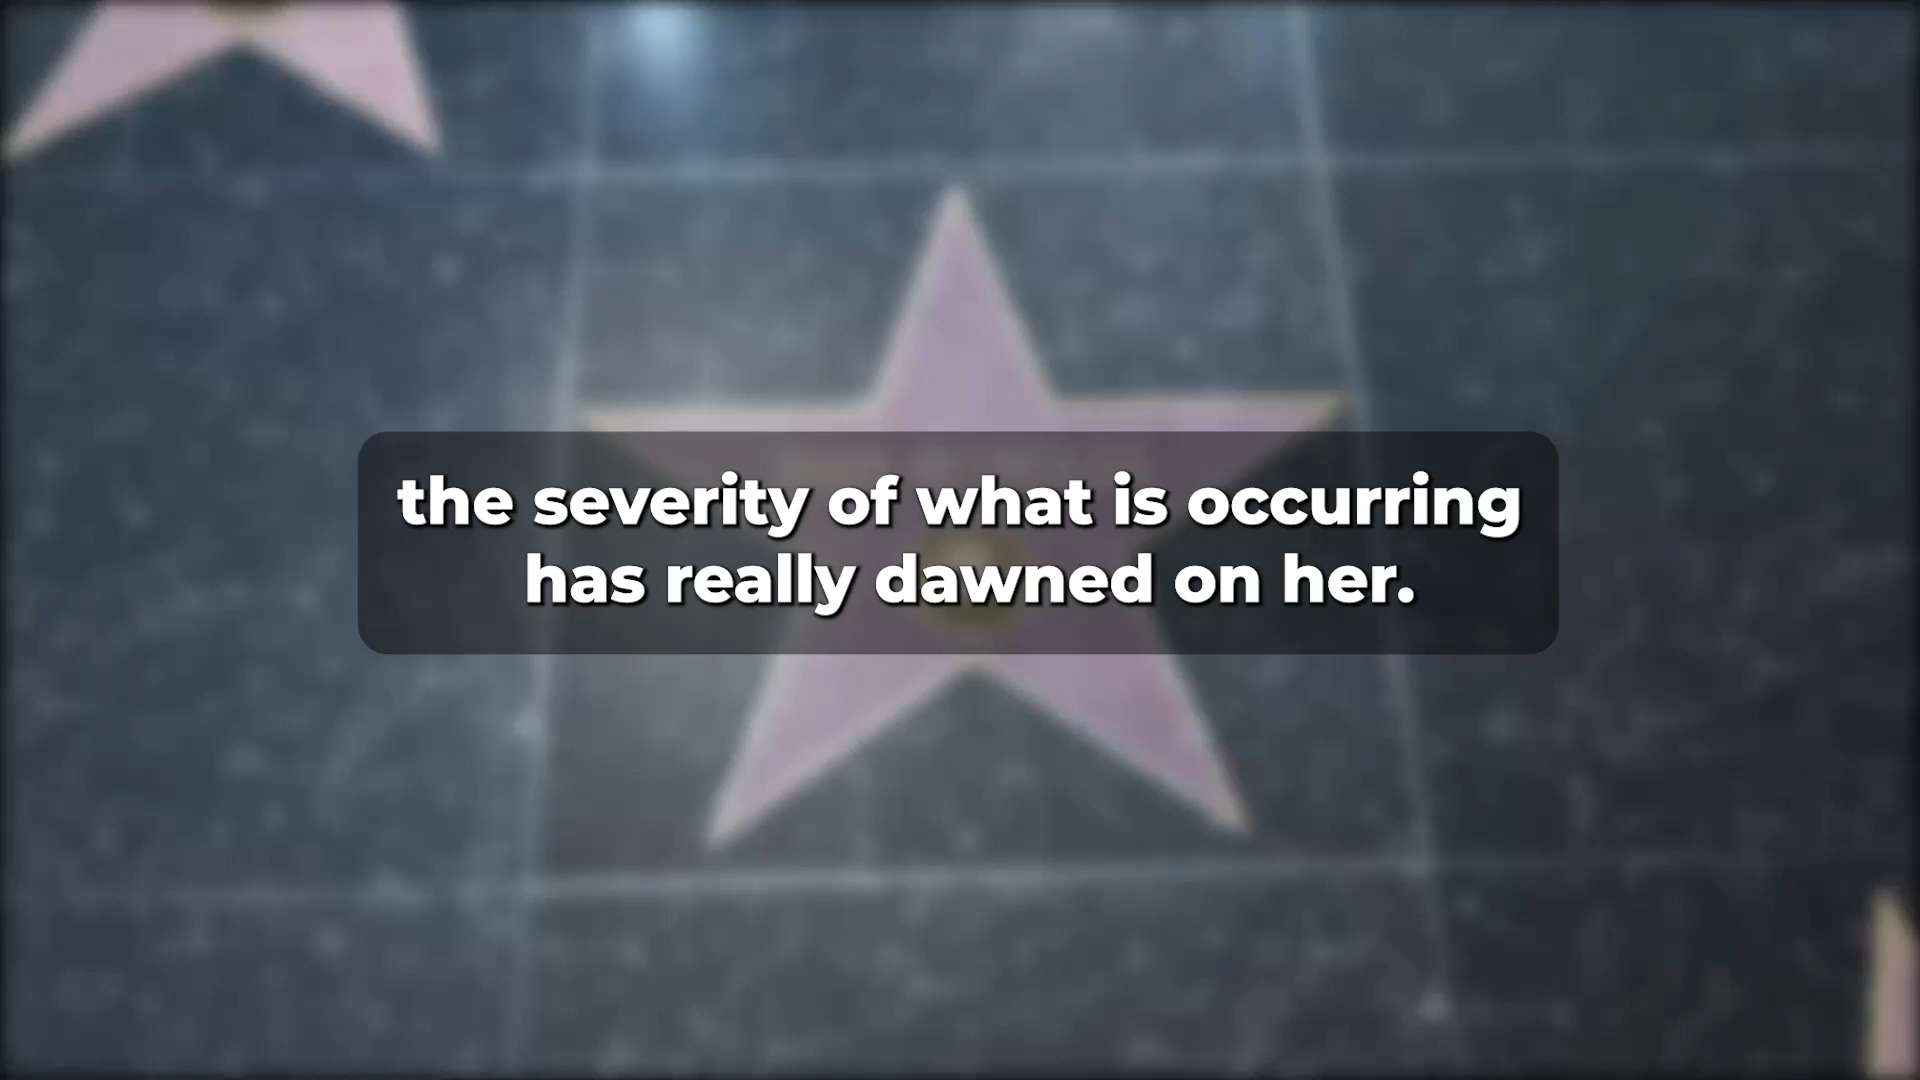 the severity of what is occurring
has really dawned on her.